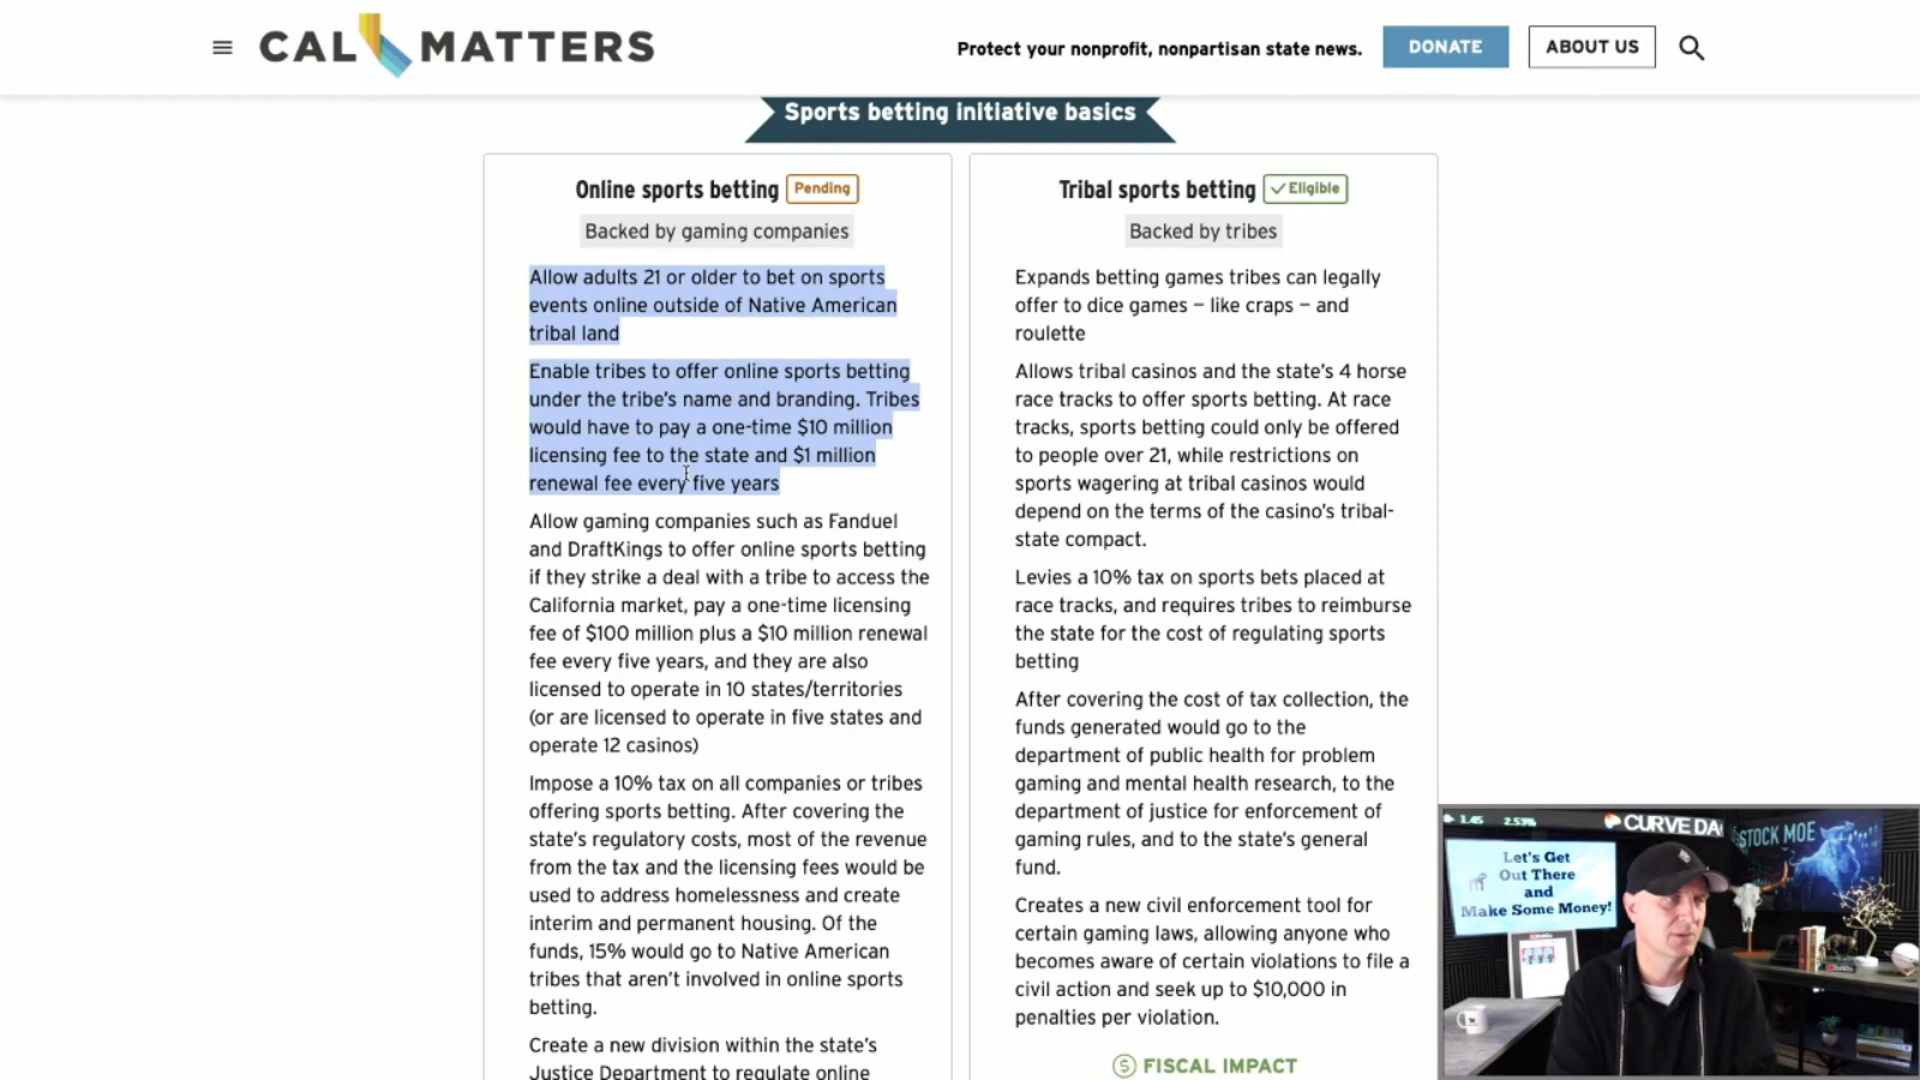 CAL MATTERS
Protect your nonprofit, nonpartisan state news.
DONATE
ABOUT US
Sports betting initiative basics
Online sports betting
Pending
Backed by gaming companies
Allow adults 21 or older to bet on sports
events online outside of Native American
tribal land
Enable tribes to offer online sports betting
under the tribe's name and branding. Tribes
would have to pay a one-time $10 million
licensing fee to the state and $1 million
renewal fee every five years
Allow gaming companies such as Fanduel
and DraftKings to offer online sports betting
if they strike a deal with a tribe to access the
California market, pay a one-time licensing
fee of $100 million plus a $10 million renewal
fee every five years, and they are also
licensed to operate in 10 states/territories
(or are licensed to operate in five states and
operate 12 casinos)
Impose a 10% tax on all companies or tribes
offering sports betting. After covering the
state's regulatory costs, most of the revenue
from the tax and the licensing fees would be
used to address homelessness and create
interim and permanent housing. Of the
funds, 15% would go to Native American
tribes that aren't involved in online sports
betting.
Create a new division within the state's
Justice Department to regulate online
Tribal sports betting
Eligible
Backed by tribes
Expands betting games tribes can legally
offer to dice games – like craps – and
roulette
Allows tribal casinos and the state's 4 horse
race tracks to offer sports betting. At race
tracks, sports betting could only be offered
to people over 21, while restrictions on
sports wagering at tribal casinos would
depend on the terms of the casino's tribal-
state compact.
Levies a 10% tax on sports bets placed at
race tracks, and requires tribes to reimburse
the state for the cost of regulating sports
betting
After covering the cost of tax collection, the
funds generated would go to the
department of public health for problem
gaming and mental health research, to the
department of justice for enforcement of
gaming rules, and to the state's general
fund.
Creates a new civil enforcement tool for
certain gaming laws, allowing anyone who
becomes aware of certain violations to file a
civil action and seek up to $10,000 in
penalties per violation.
$ FISCAL IMPACT
1.45 2.53% CURVE DA
STOCK MOE
Let's Get
Out There
and
Make Some Money!